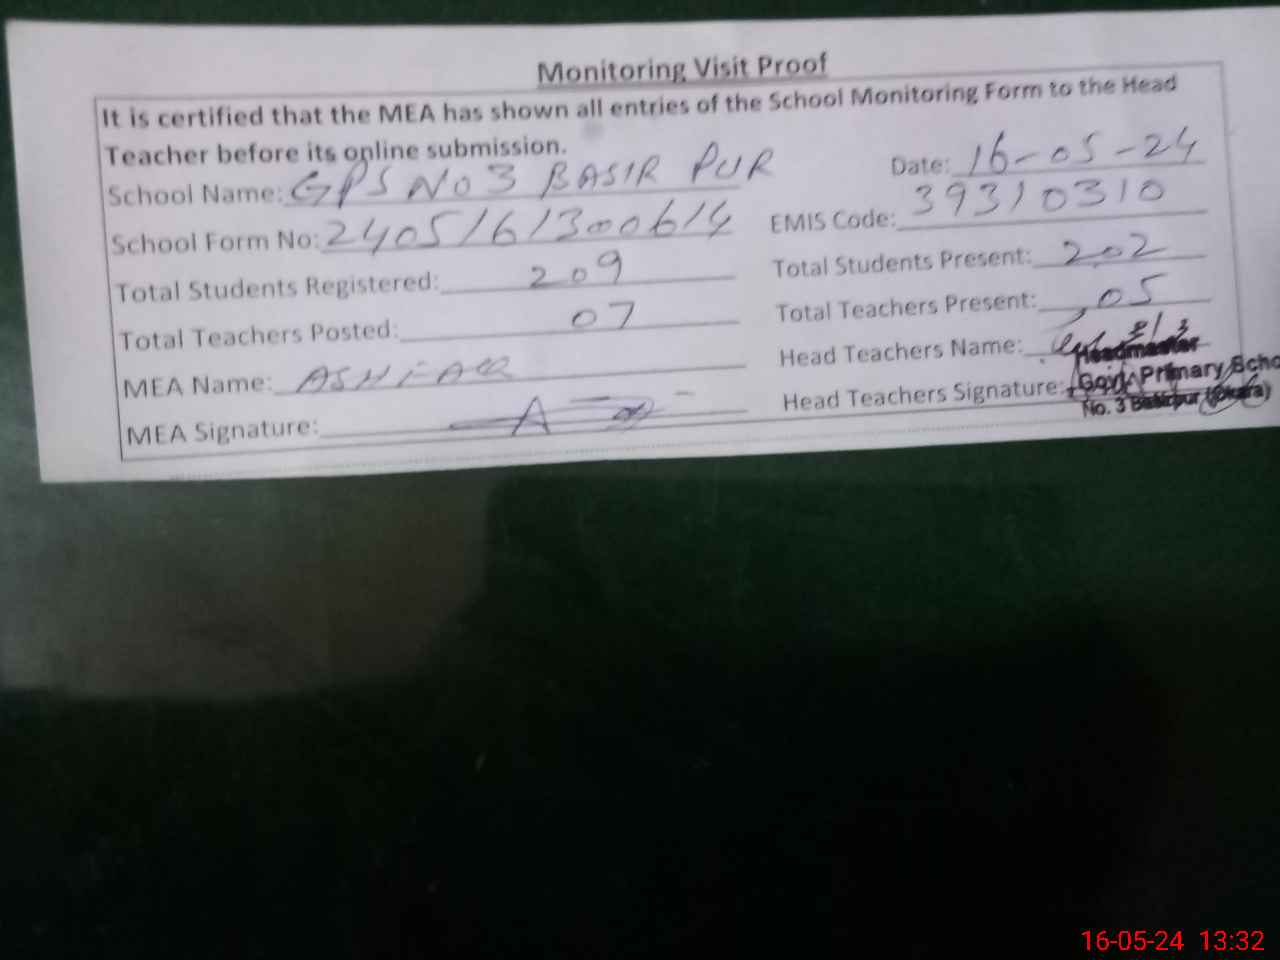 Monitoring Visit Proof
It is certified that the MEA has shown all entries of the School Monitoring Form to the Head
Teacher before its online submission.
School Name: GPS NO 3 BASIR PUR Date: 16-05-24
School Form No: 2405161300614 EMIS Code: 39310310
Total Students Registered: 209 Total Students Present: 202
Total Teachers Posted: 07 Total Teachers Present: 05
MEA Name: ASHFAQ Head Teachers Name:
MEA Signature: Head Teachers Signature:
Headmaster
Govt. Primary Scho
No. 3 Basirpur (Okara)
16-05-24 13:32